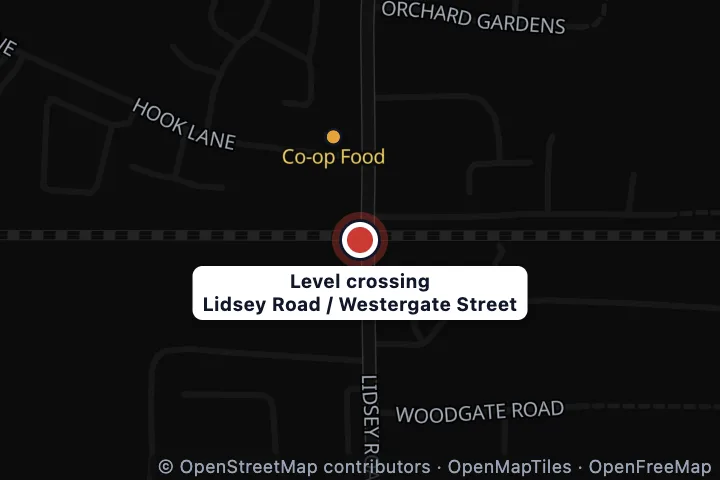 ORCHARD GARDENS
HOOK LANE
Co-op Food
Level crossing
Lidsey Road / Westergate Street
WOODGATE ROAD
© OpenStreetMap contributors · OpenMapTiles · OpenFreeMap